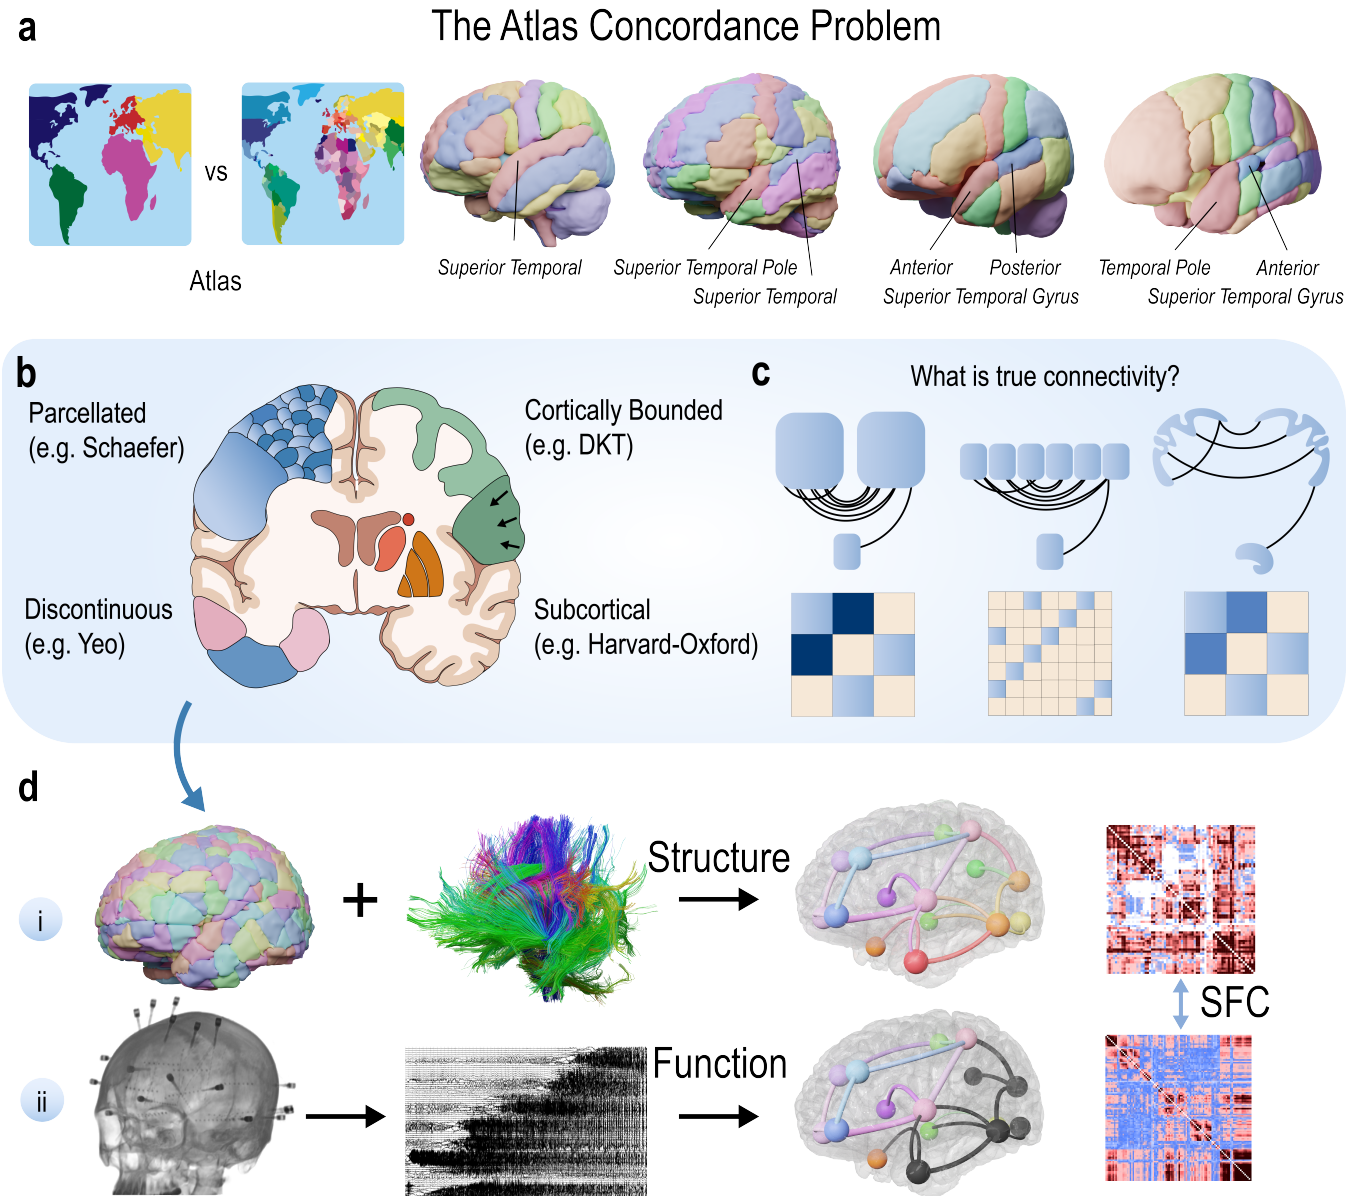 a
The Atlas Concordance Problem
vs
Atlas
Superior Temporal
Superior Temporal Pole
Superior Temporal
Anterior Posterior
Superior Temporal Gyrus
Temporal Pole Anterior
Superior Temporal Gyrus
b
Parcellated
(e.g. Schaefer)
Cortically Bounded
(e.g. DKT)
Discontinuous
(e.g. Yeo)
Subcortical
(e.g. Harvard-Oxford)
c
What is true connectivity?
d
i
+
Structure
SFC
ii
Function